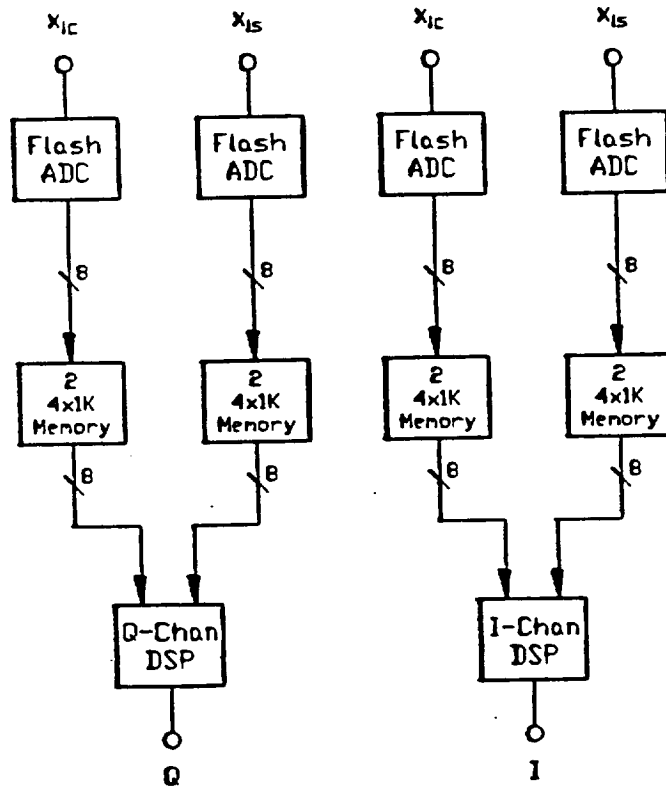 X1c X1s X1c X1s
Flash ADC Flash ADC Flash ADC Flash ADC
8 8 8 8
2 4x1K Memory 2 4x1K Memory 2 4x1K Memory 2 4x1K Memory
8 8 8 8
Q-Chan DSP I-Chan DSP
Q I